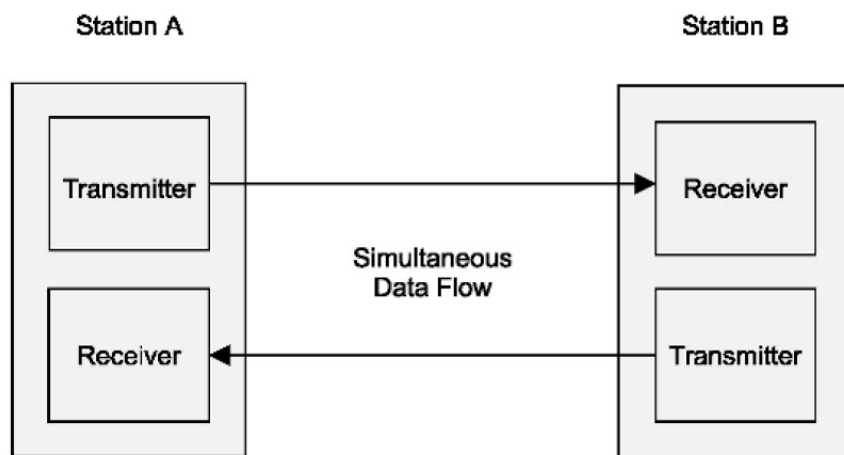 Station A
Station B
Transmitter
Receiver
Simultaneous
Data Flow
Receiver
Transmitter